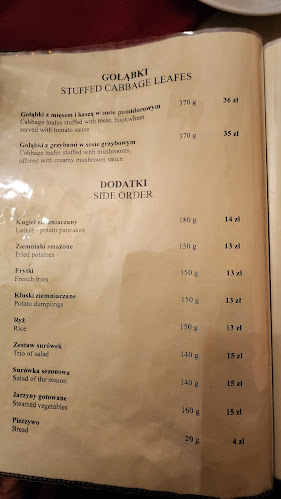 GOŁĄBKI
STUFFED CABBAGE LEAFES
Gołąbki z mięsem i kaszą w sosie pomidorowym 370 g 36 zł
Cabbage leafes stuffed with meat, buckwheat
served with tomato sauce
Gołąbki z grzybami w sosie grzybowym 370 g 35 zł
Cabbage leafes stuffed with mushrooms,
offered with creamy mushroom sauce
DODATKI
SIDE ORDER
Kugiel ziemniaczany 180 g 14 zł
Latkes - potato pancakes
Ziemniaki smażone 150 g 13 zł
Fried potatoes
Frytki 150 g 13 zł
French fries
Kluski ziemniaczane 150 g 13 zł
Potato dumplings
Ryż 150 g 13 zł
Rice
Zestaw surówek 140 g 15 zł
Trio of salad
Surówka sezonowa 140 g 15 zł
Salad of the season
Jarzyny gotowane 160 g 15 zł
Steamed vegetables
Pieczywo 20 g 4 zł
Bread